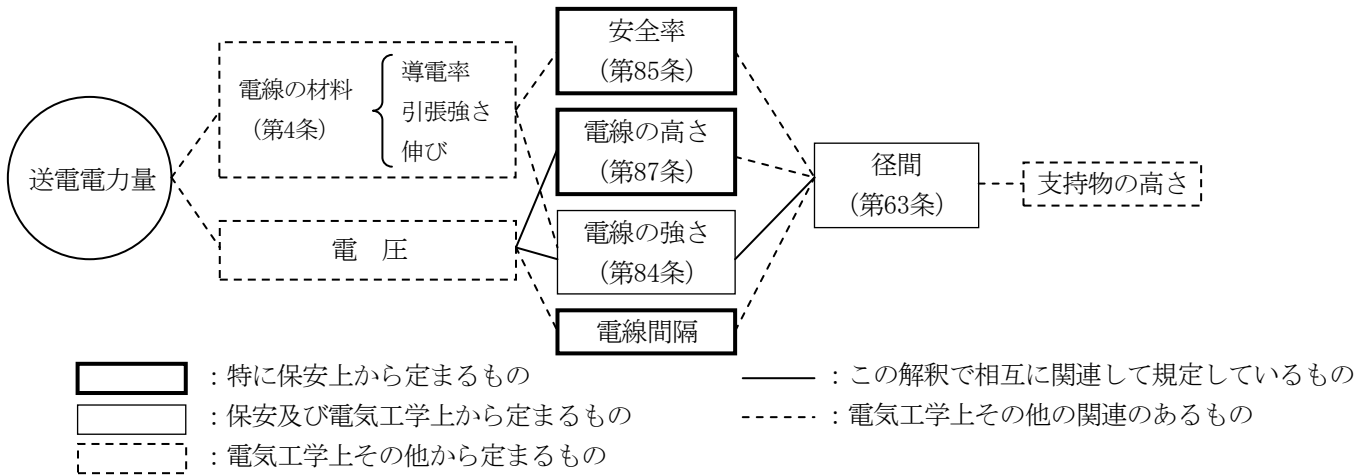 送電電力量
電線の材料
(第4条)
導電率
引張強さ
伸び
電 圧
安全率
(第85条)
電線の高さ
(第87条)
電線の強さ
(第84条)
電線間隔
径間
(第63条)
支持物の高さ
：特に保安上から定まるもの
：保安及び電気工学上から定まるもの
：電気工学上その他から定まるもの
：この解釈で相互に関連して規定しているもの
：電気工学上その他の関連のあるもの